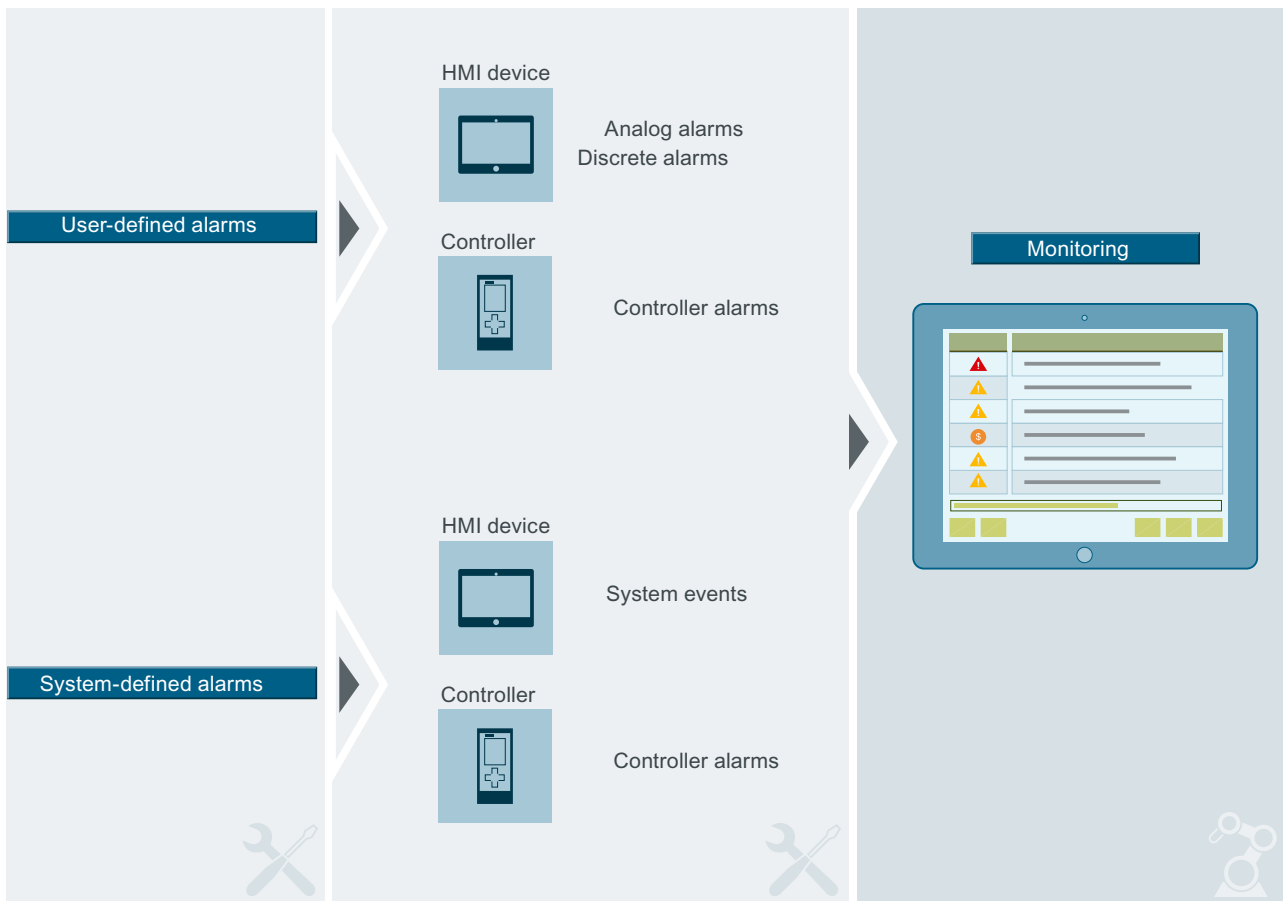 User-defined alarms
HMI device
Analog alarms
Discrete alarms
Controller
Controller alarms
System-defined alarms
HMI device
System events
Controller
Controller alarms
Monitoring
$